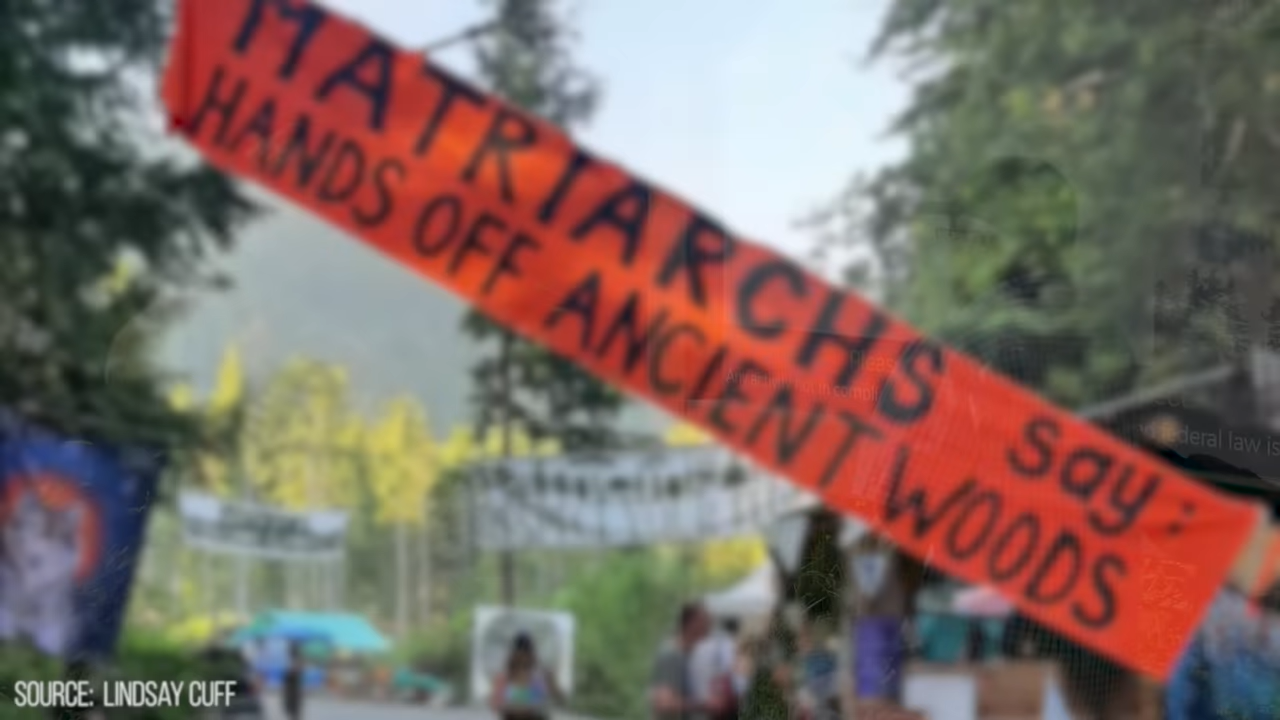 MATRIARCHS say:
HANDS OFF ANCIENT WOODS
SOURCE: LINDSAY CUFF